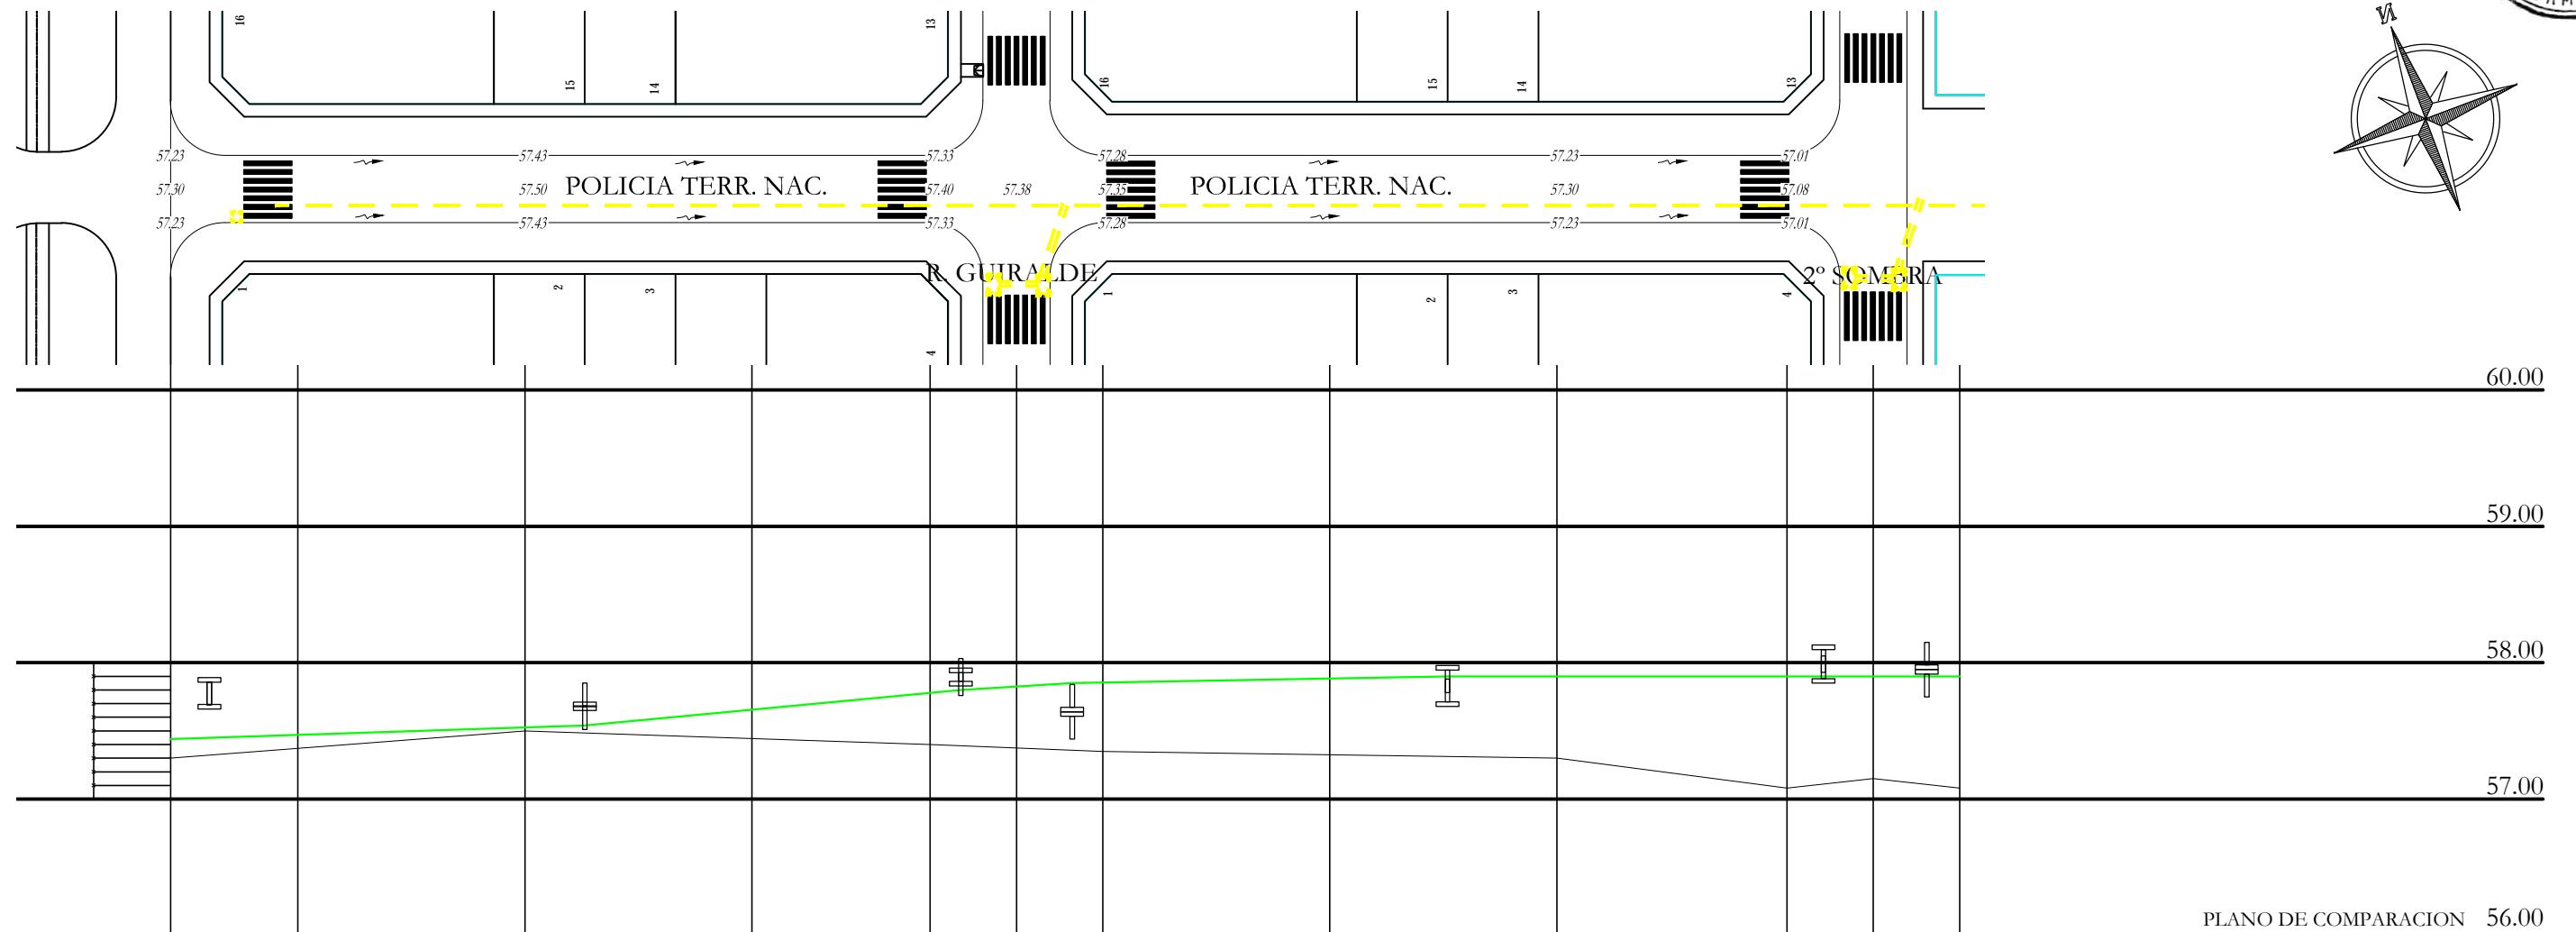 16 13 16 13
15 14 15 14
N
57.23 57.43 57.33 57.28 57.23 57.01
57.30 57.50 POLICIA TERR. NAC. 57.40 57.38 57.35 POLICIA TERR. NAC. 57.30 57.08
57.23 57.43 57.33 57.28 57.23 57.01
R. GUIRALDE 2º SOMBRA
1 2 3 4 1 2 3 4
60.00
59.00
58.00
57.00
PLANO DE COMPARACION 56.00